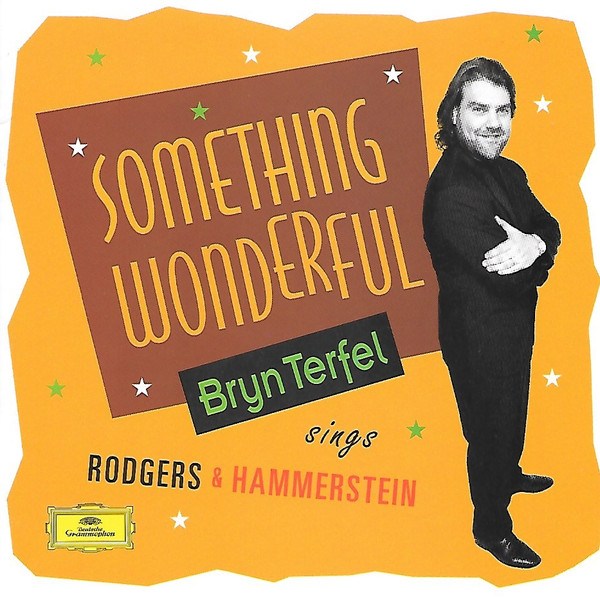 SOMETHING
WONDERFUL
Bryn Terfel
sings
RODGERS & HAMMERSTEIN
Deutsche
Grammophon